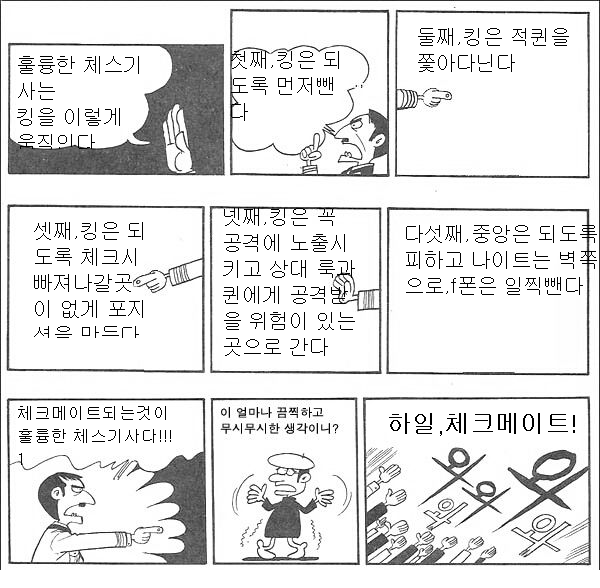 훌륭한 체스기
사는
킹을 이렇게
움직인다
첫째,킹은 되
도록 먼저뺀
다
둘째,킹은 적퀸을
쫓아다닌다
셋째,킹은 되
도록 체크시
빠져나갈곳
이 없게 포지
션을 만든다
넷째,킹은 꼭
공격에 노출시
키고 상대 룩과
퀸에게 공격받
을 위험이 있는
곳으로 간다
다섯째,중앙은 되도록
피하고 나이트는 벽쪽
으로,f폰은 일찍뺀다
체크메이트되는것이
훌륭한 체스기사다!!!
1
이 얼마나 끔찍하고
무시무시한 생각이니?
하일,체크메이트!